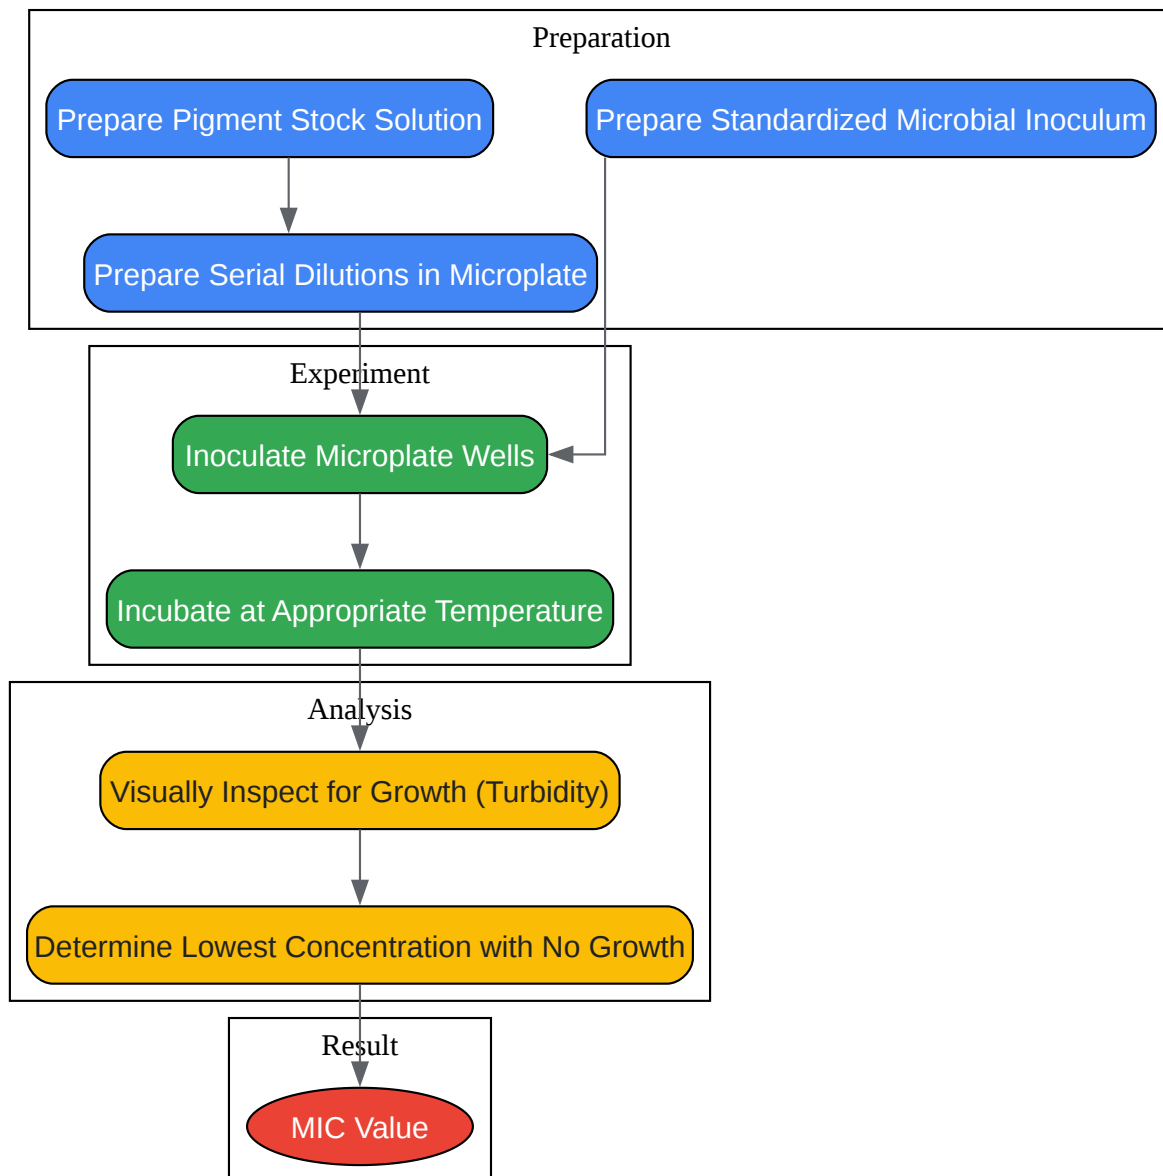 Preparation
Prepare Pigment Stock Solution
Prepare Standardized Microbial Inoculum
Prepare Serial Dilutions in Microplate
Experiment
Inoculate Microplate Wells
Incubate at Appropriate Temperature
Analysis
Visually Inspect for Growth (Turbidity)
Determine Lowest Concentration with No Growth
Result
MIC Value